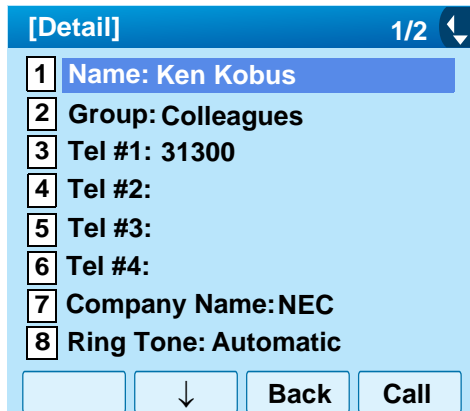 [Detail] 1/2
1 Name: Ken Kobus
2 Group: Colleagues
3 Tel #1: 31300
4 Tel #2:
5 Tel #3:
6 Tel #4:
7 Company Name: NEC
8 Ring Tone: Automatic
↓ Back Call